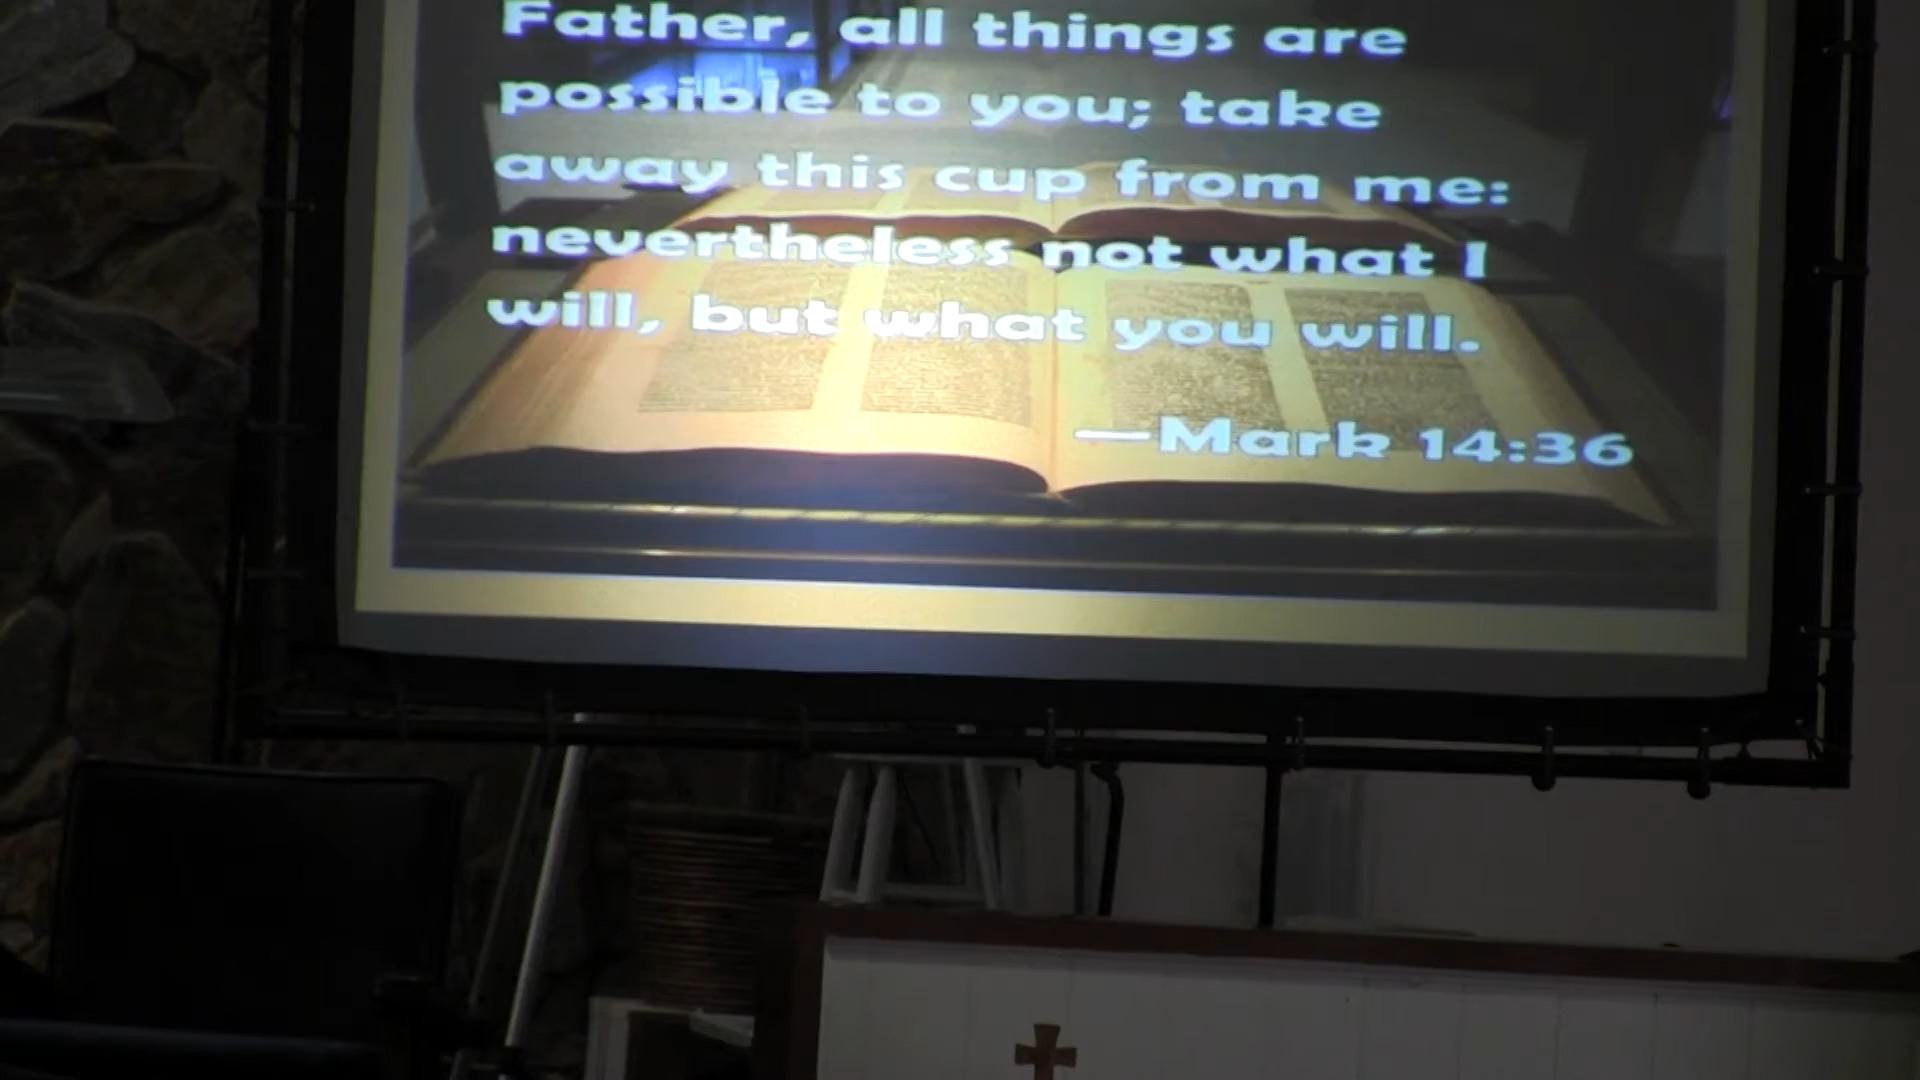 Father, all things are
possible to you; take
away this cup from me:
nevertheless not what I
will, but what you will.
—Mark 14:36